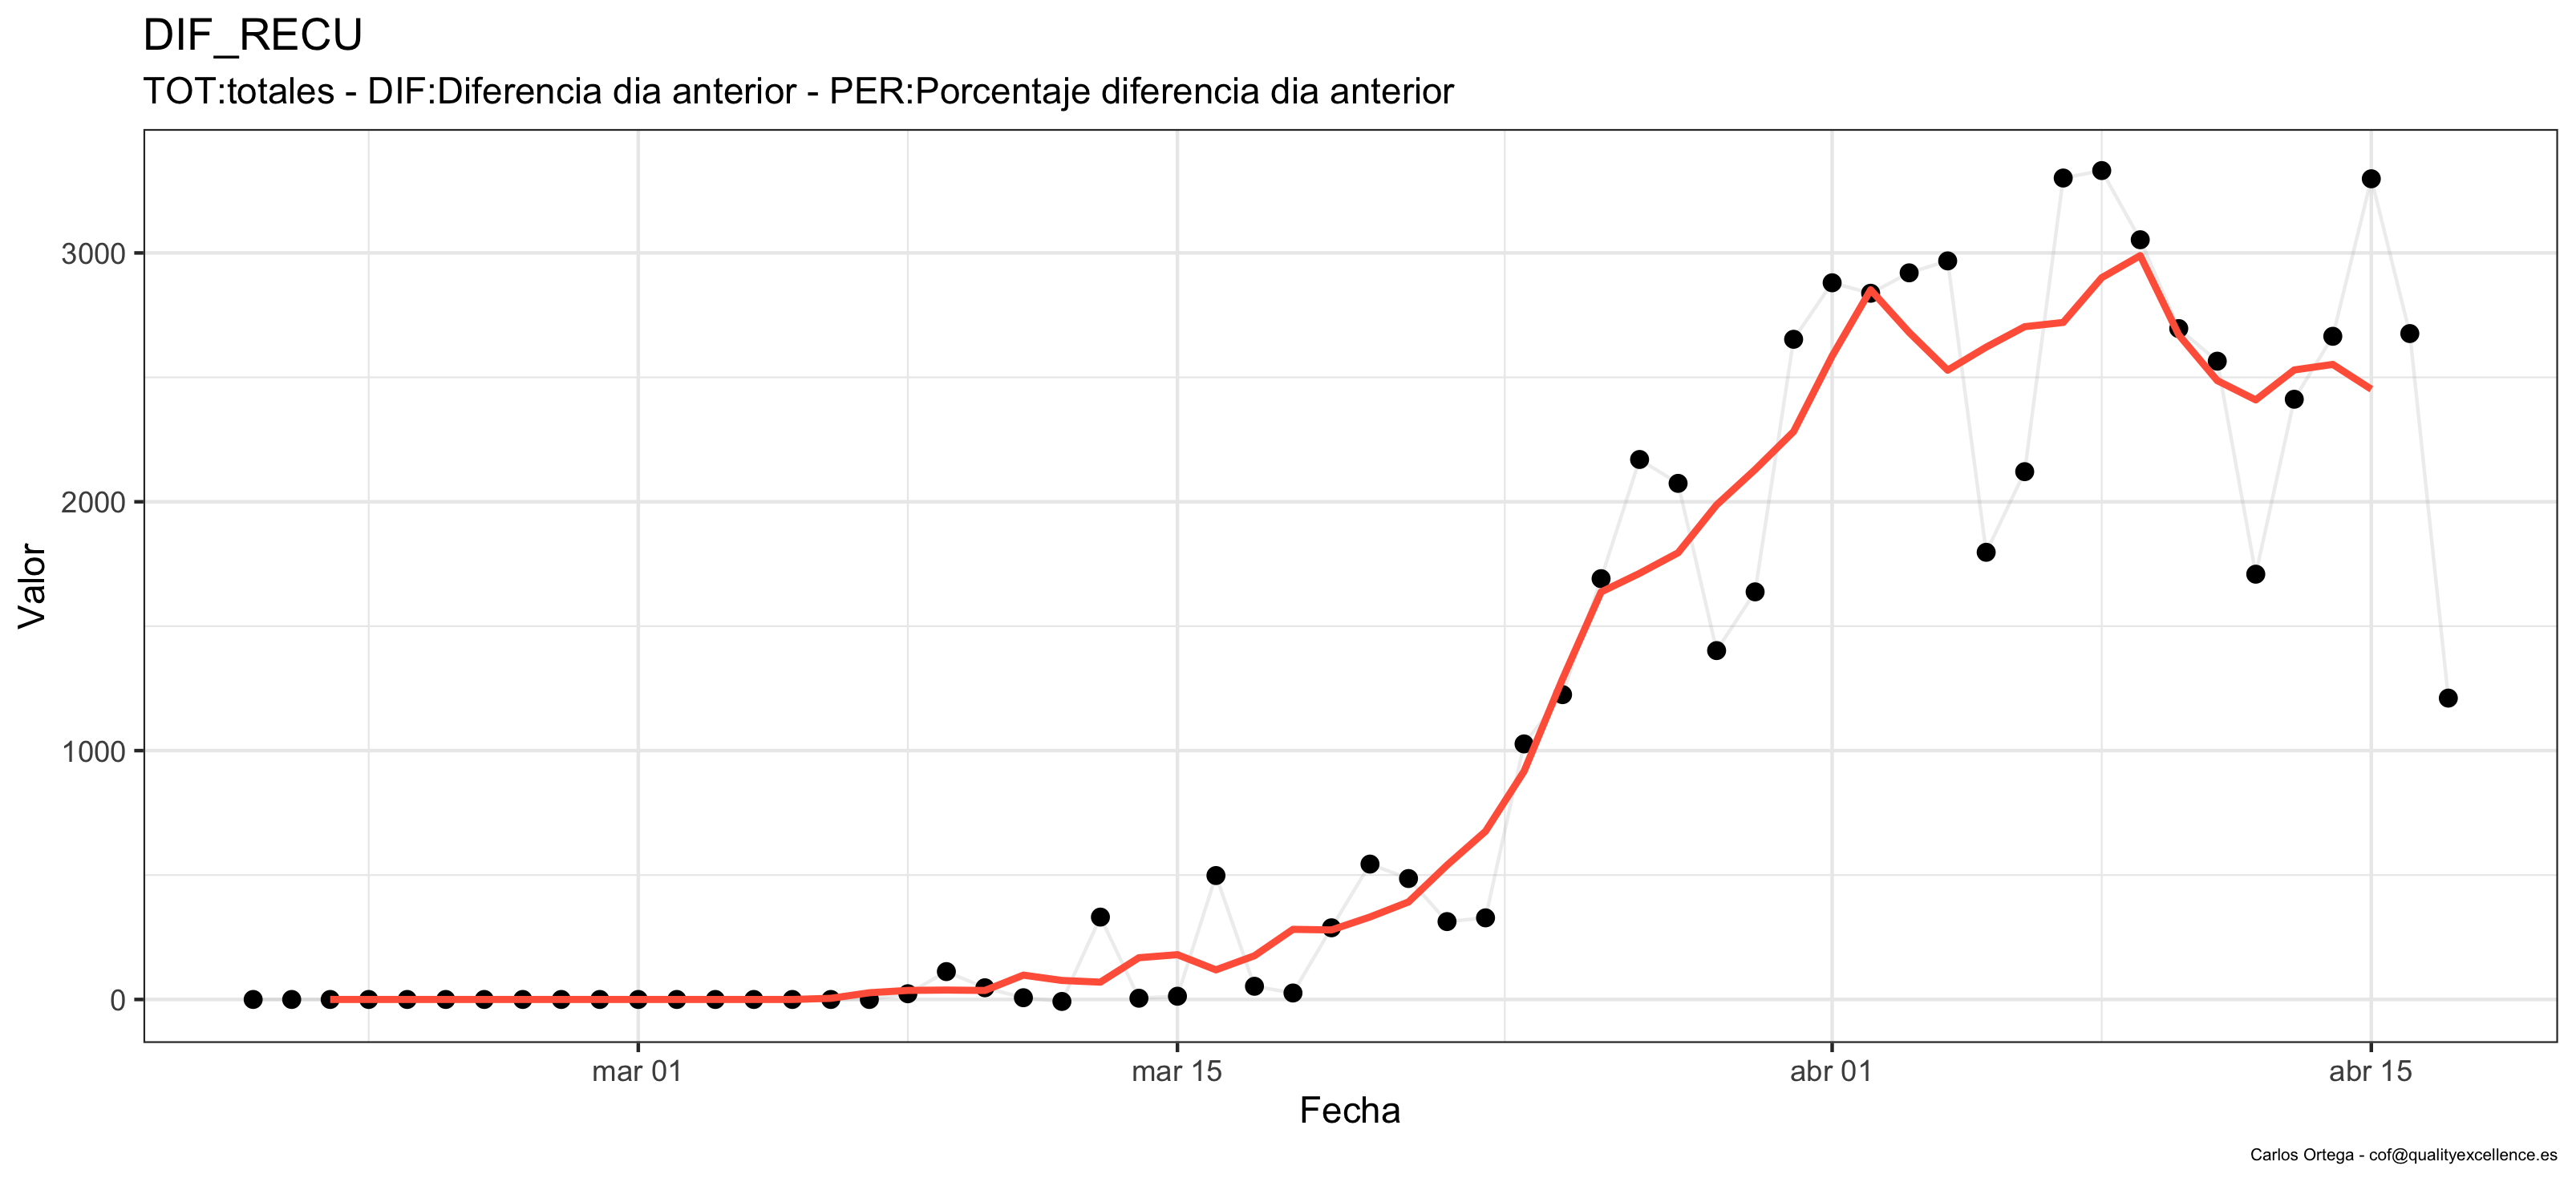 DIF_RECU
TOT:totales - DIF:Diferencia dia anterior - PER:Porcentaje diferencia dia anterior
Valor
3000
2000
1000
0
mar 01
mar 15
abr 01
abr 15
Fecha
Carlos Ortega - cof@qualityexcellence.es